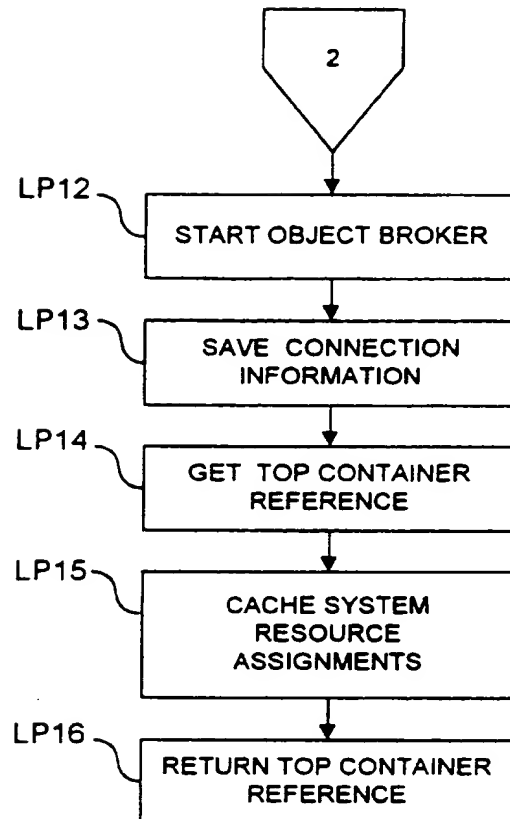 2
LP12
START OBJECT BROKER
LP13
SAVE CONNECTION
INFORMATION
LP14
GET TOP CONTAINER
REFERENCE
LP15
CACHE SYSTEM
RESOURCE
ASSIGNMENTS
LP16
RETURN TOP CONTAINER
REFERENCE